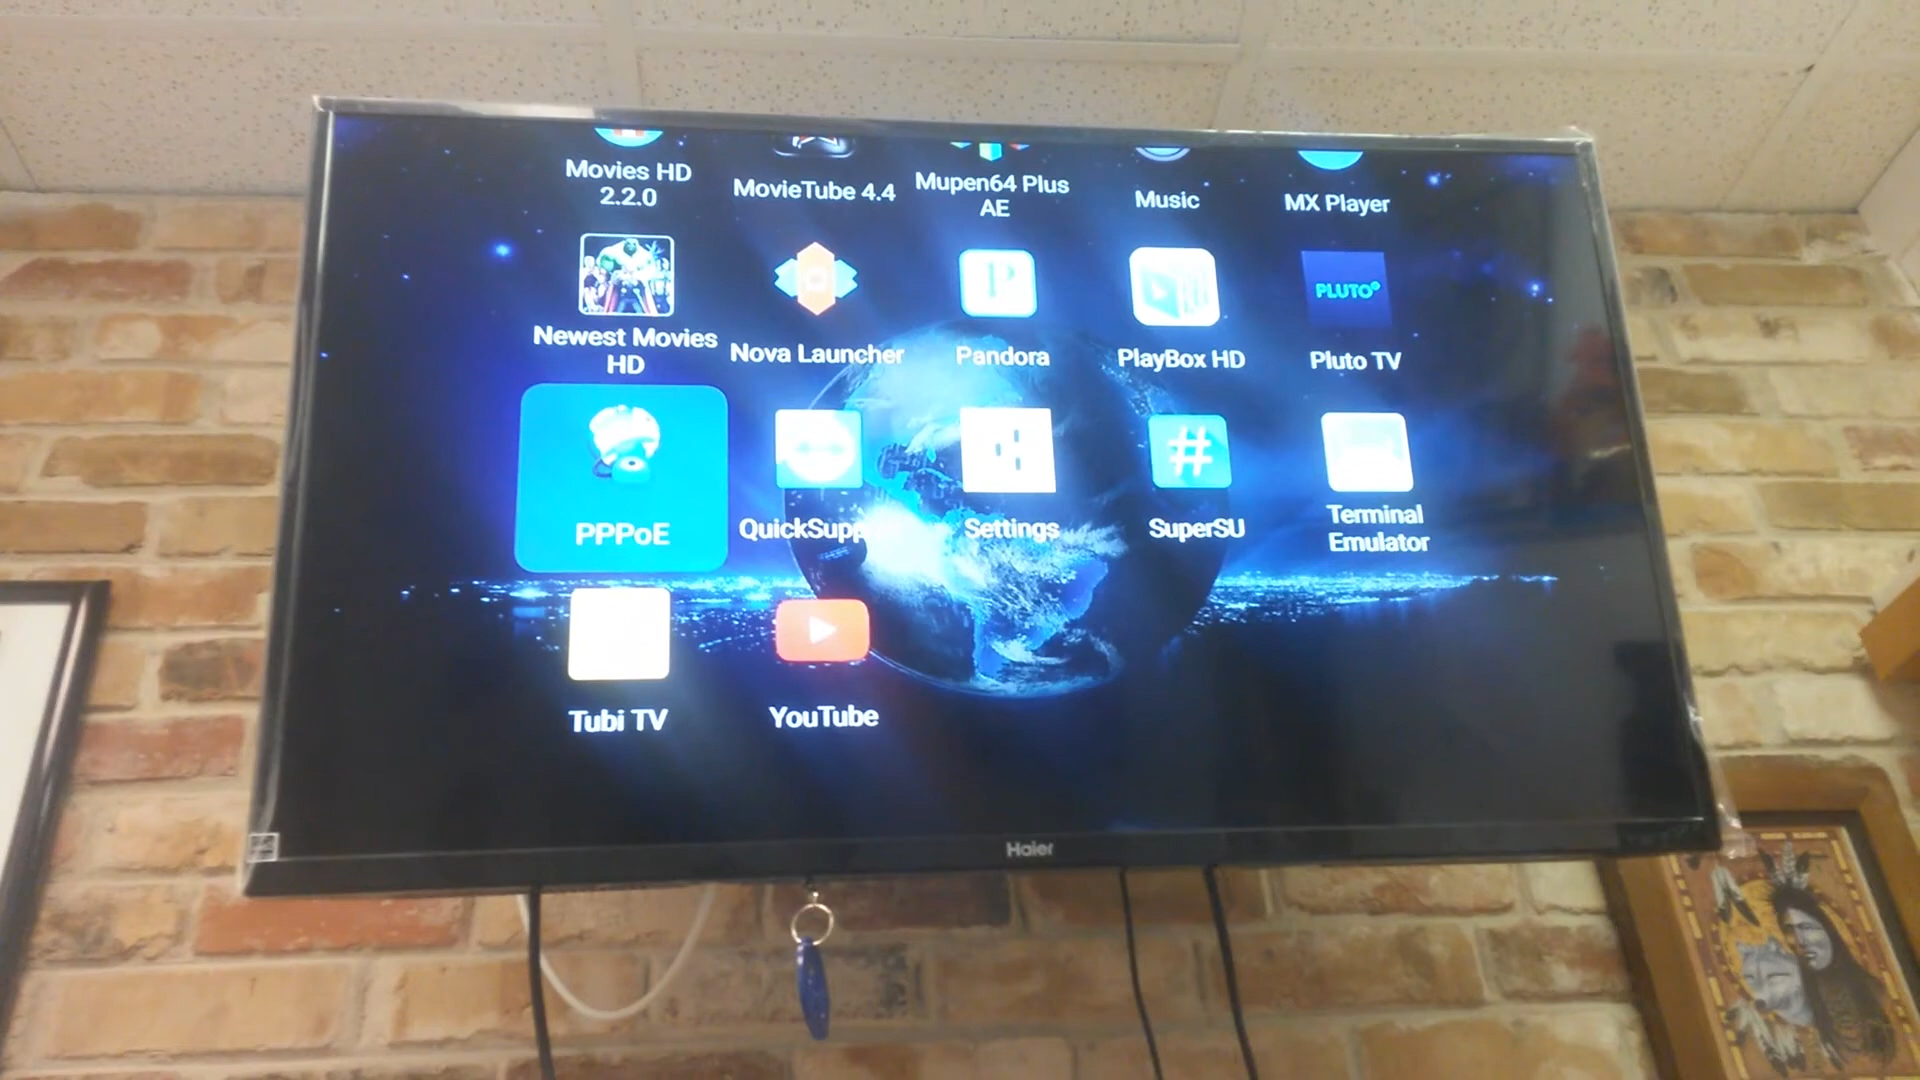 Movies HD
2.2.0
MovieTube 4.4
Mupen64 Plus
AE
Music
MX Player
Newest Movies
HD
Nova Launcher
P
Pandora
PlayBox HD
PLUTO
Pluto TV
PPPoE
QuickSupp
Settings
#
SuperSU
Terminal
Emulator
Tubi TV
YouTube
Haier